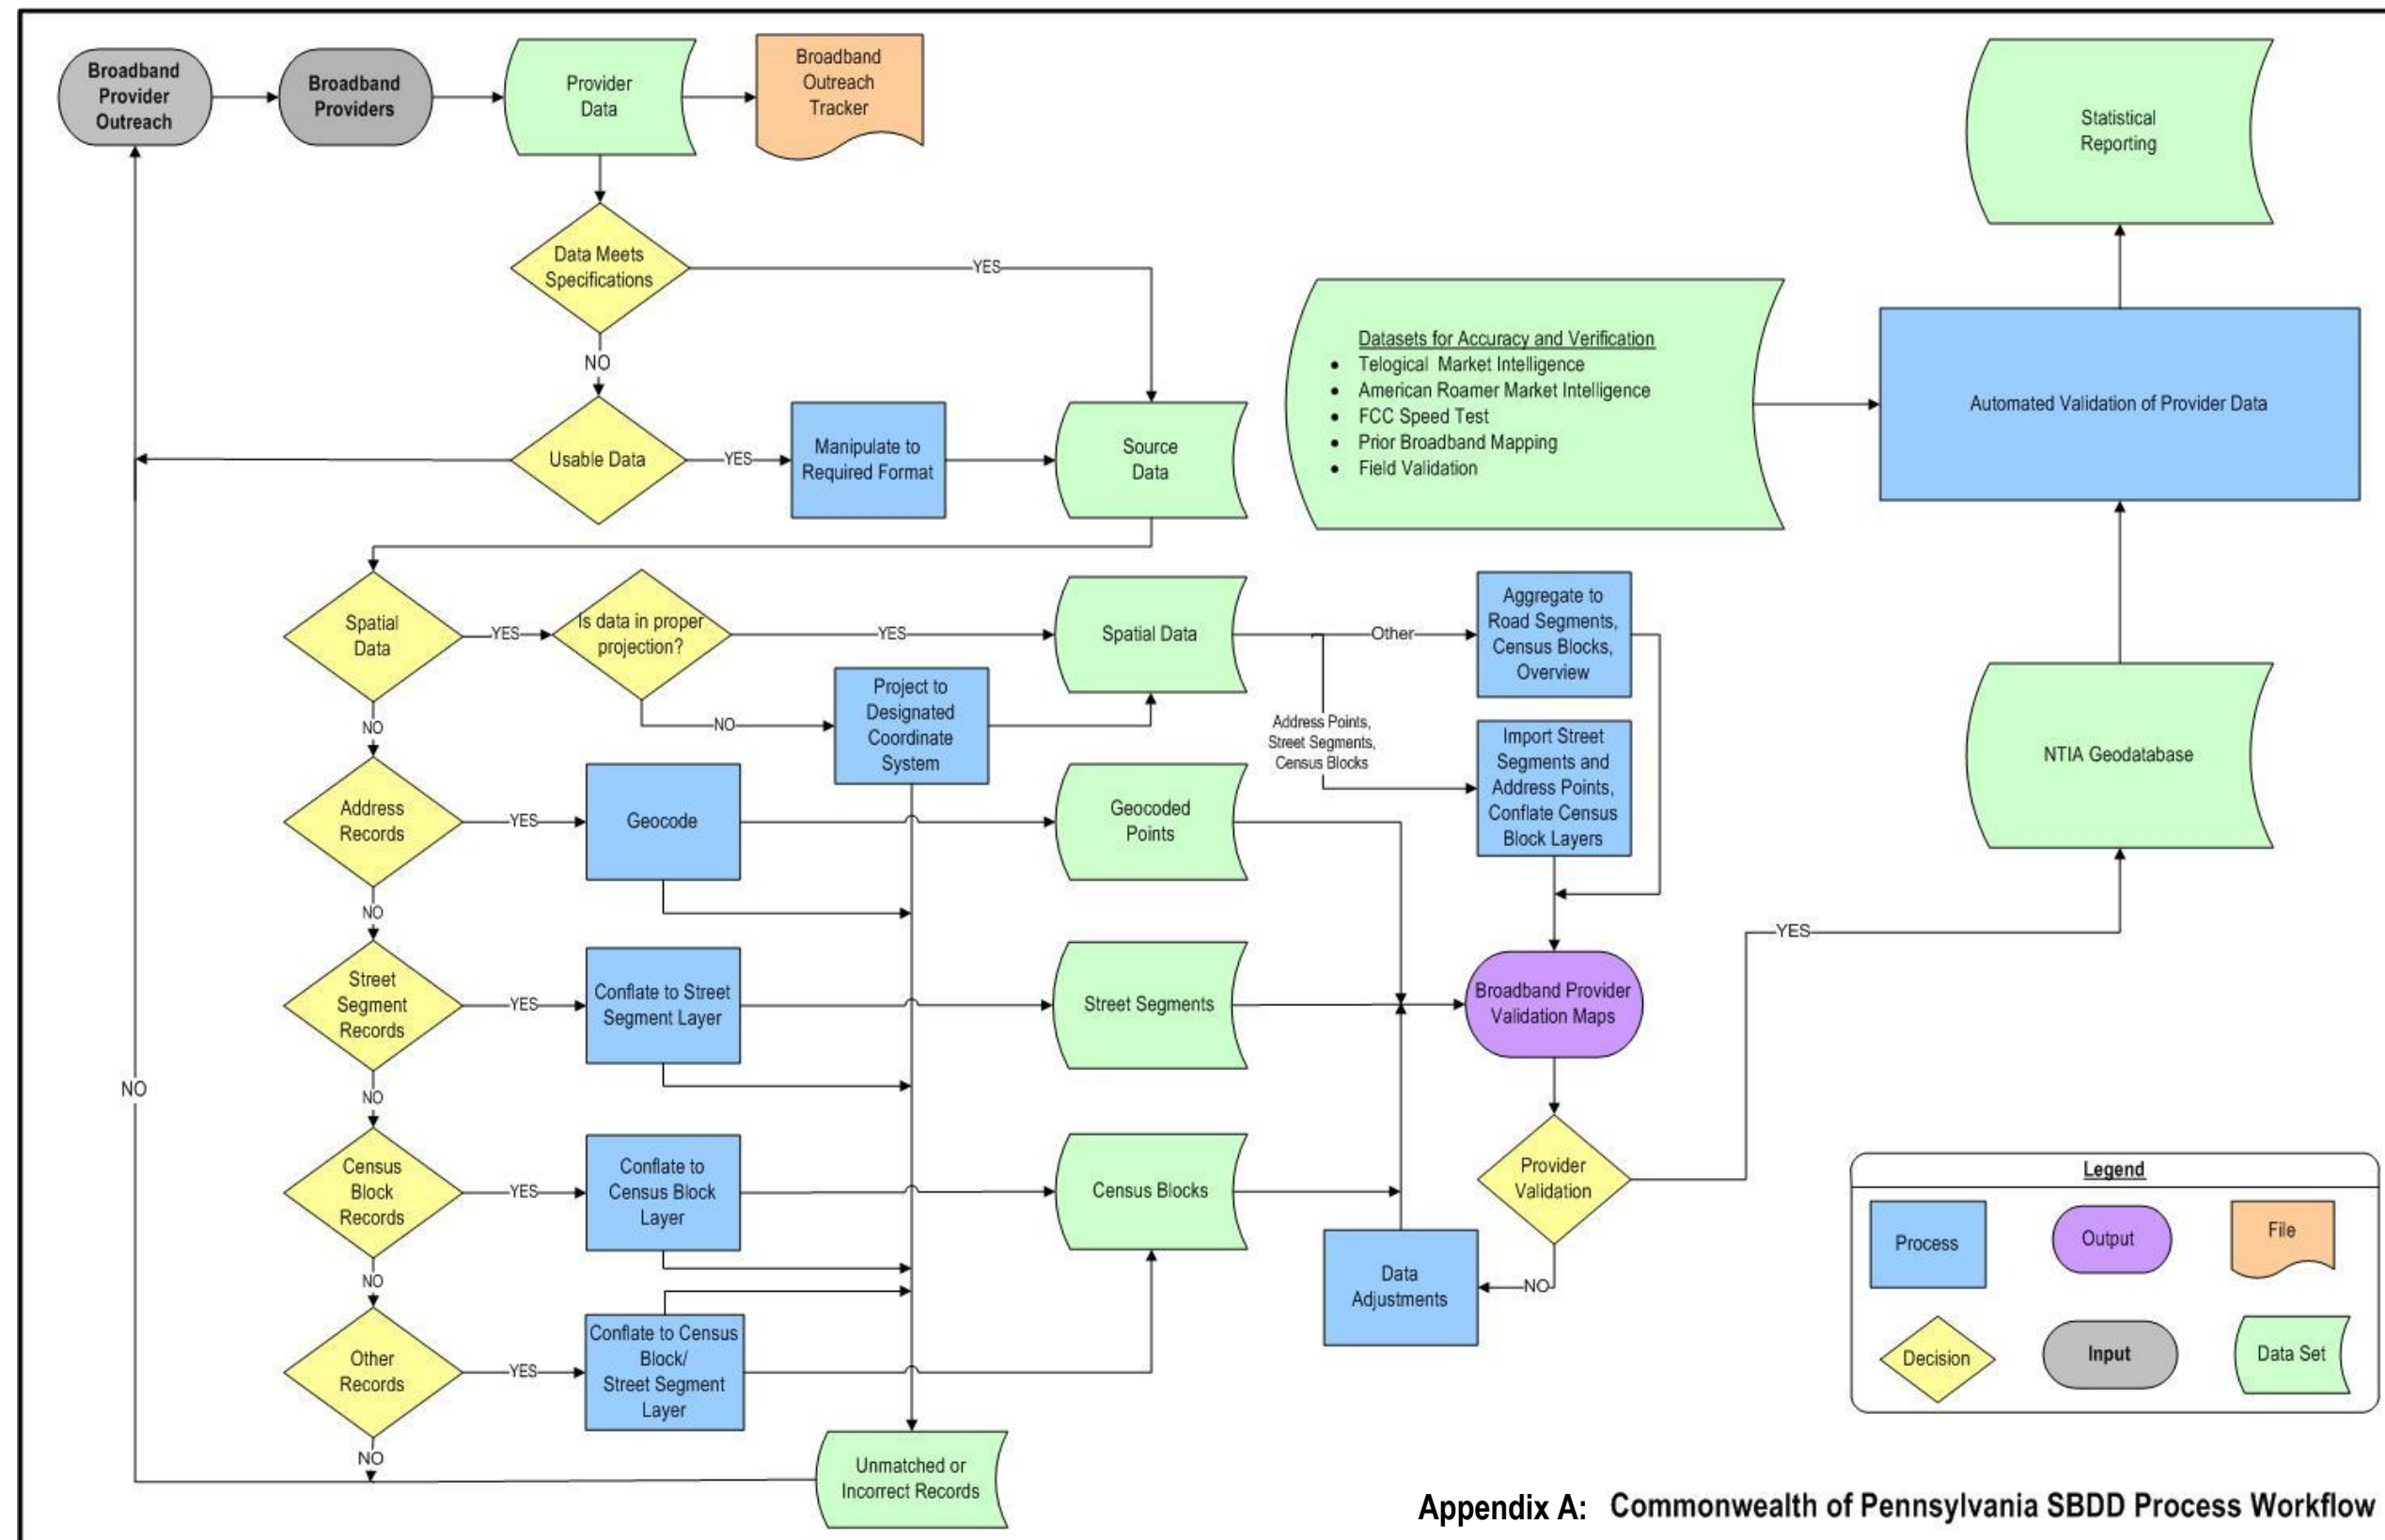 Broadband
Provider
Outreach
Broadband
Providers
Provider
Data
Broadband
Outreach
Tracker
Statistical
Reporting
Data Meets
Specifications
YES
NO
Datasets for Accuracy and Verification
• Telogical  Market Intelligence
• American Roamer Market Intelligence
• FCC Speed Test
• Prior Broadband Mapping
• Field Validation
Automated Validation of Provider Data
Usable Data
YES
Manipulate to
Required Format
Source
Data
Spatial
Data
YES
Is data in proper
projection?
YES
Spatial Data
Other
Aggregate to
Road Segments,
Census Blocks,
Overview
NO
NO
Project to
Designated
Coordinate
System
Address Points,
Street Segments,
Census Blocks
Import Street
Segments and
Address Points,
Conflate Census
Block Layers
NTIA Geodatabase
Address
Records
YES
Geocode
Geocoded
Points
NO
YES
Street
Segment
Records
YES
Conflate to Street
Segment Layer
Street Segments
Broadband Provider
Validation Maps
NO
NO
Census
Block
Records
YES
Conflate to
Census Block
Layer
Census Blocks
Provider
Validation
NO
NO
Data
Adjustments
Other
Records
YES
Conflate to Census
Block/
Street Segment
Layer
NO
Unmatched or
Incorrect Records
Legend
Process
Output
File
Decision
Input
Data Set
Appendix A: Commonwealth of Pennsylvania SBDD Process Workflow